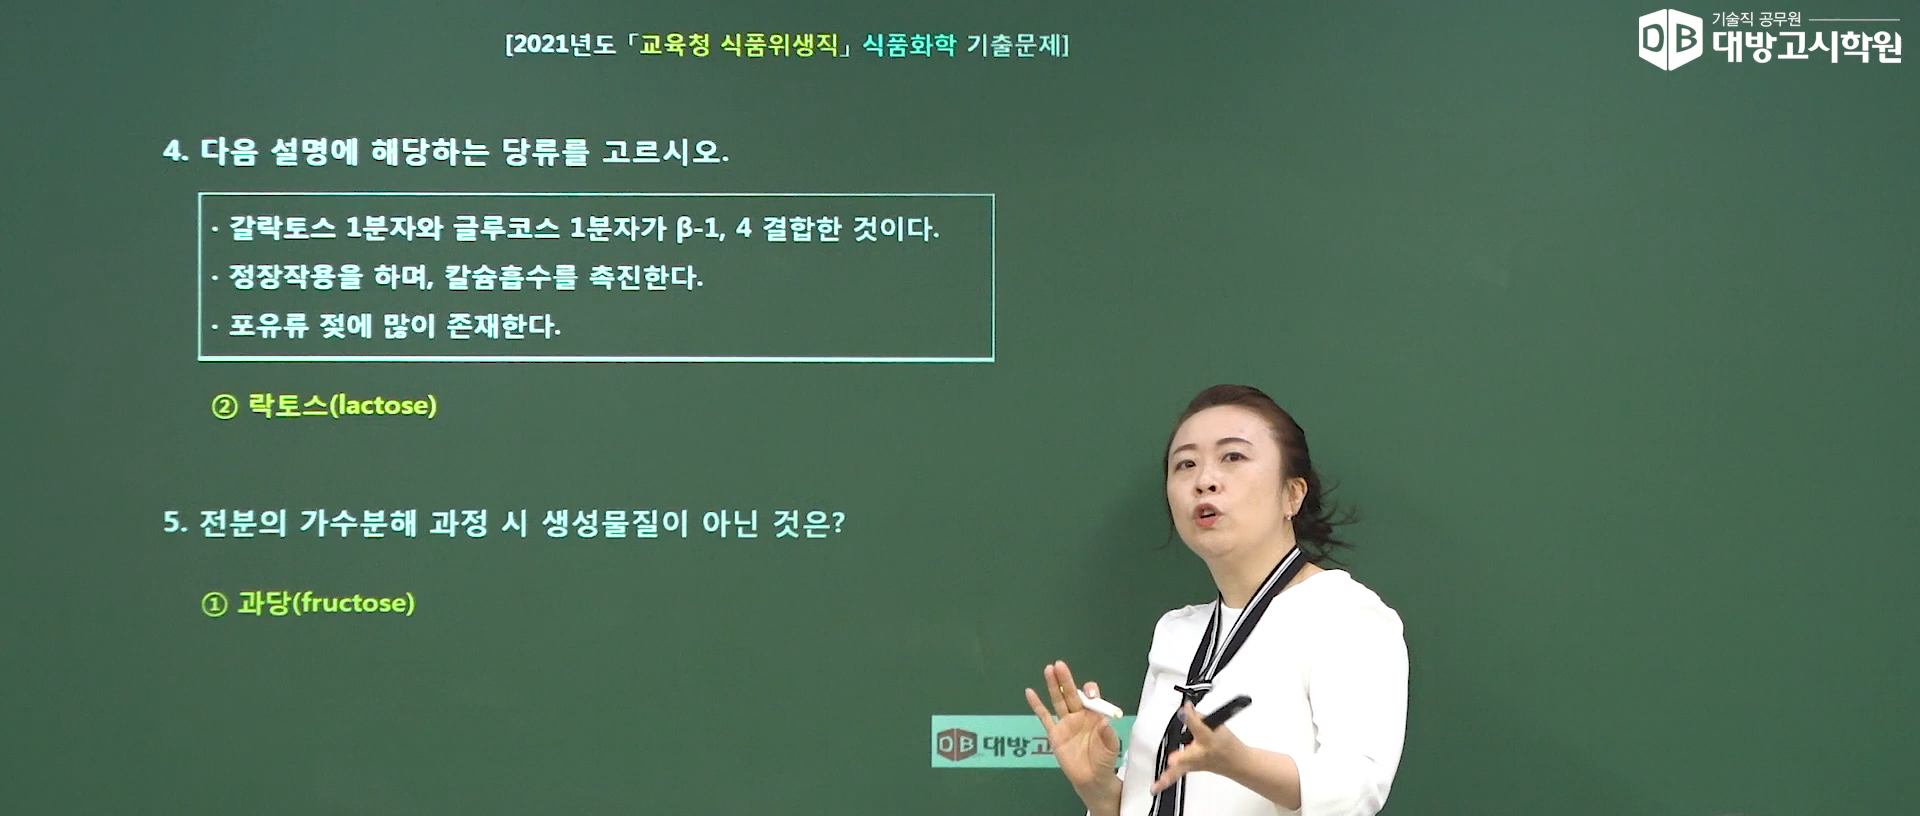 [2021년도 「교육청 식품위생직」 식품화학 기출문제]
DB 기술직 공무원
대방고시학원
4. 다음 설명에 해당하는 당류를 고르시오.
· 갈락토스 1분자와 글루코스 1분자가 β-1, 4 결합한 것이다.
· 정장작용을 하며, 칼슘흡수를 촉진한다.
· 포유류 젖에 많이 존재한다.
② 락토스(lactose)
5. 전분의 가수분해 과정 시 생성물질이 아닌 것은?
① 과당(fructose)
DB 대방고